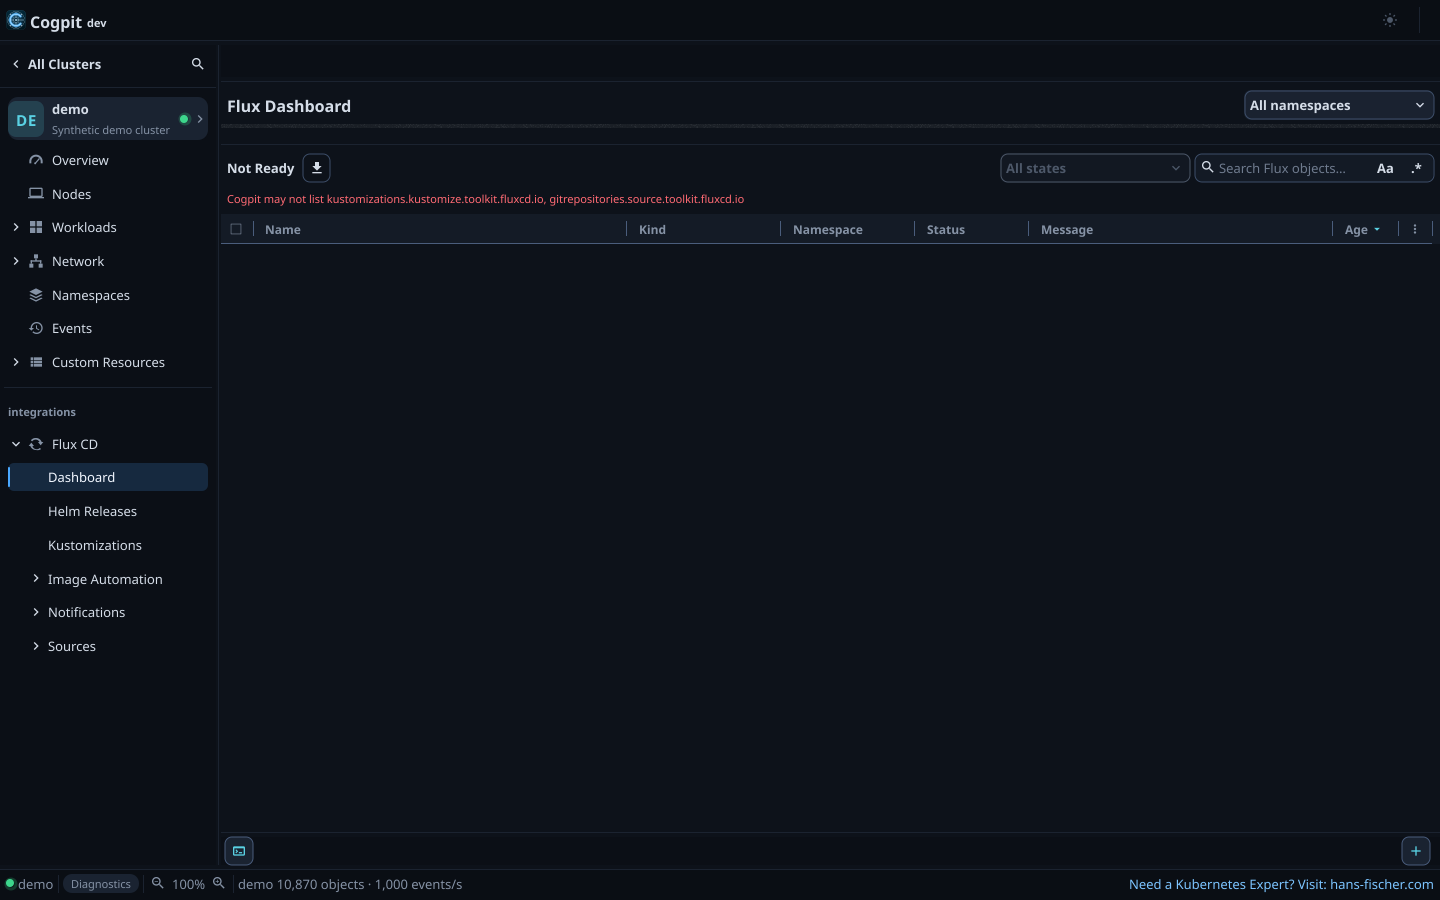 Cogpit dev
All Clusters
DE
demo
Synthetic demo cluster
Overview
Nodes
Workloads
Network
Namespaces
Events
Custom Resources
integrations
Flux CD
Dashboard
Helm Releases
Kustomizations
Image Automation
Notifications
Sources
Flux Dashboard
All namespaces
Not Ready
All states
Search Flux objects...
Aa
.*
Cogpit may not list kustomizations.kustomize.toolkit.fluxcd.io, gitrepositories.source.toolkit.fluxcd.io
Name Kind Namespace Status Message Age
demo Diagnostics 100% demo 10,870 objects · 1,000 events/s
Need a Kubernetes Expert? Visit: hans-fischer.com